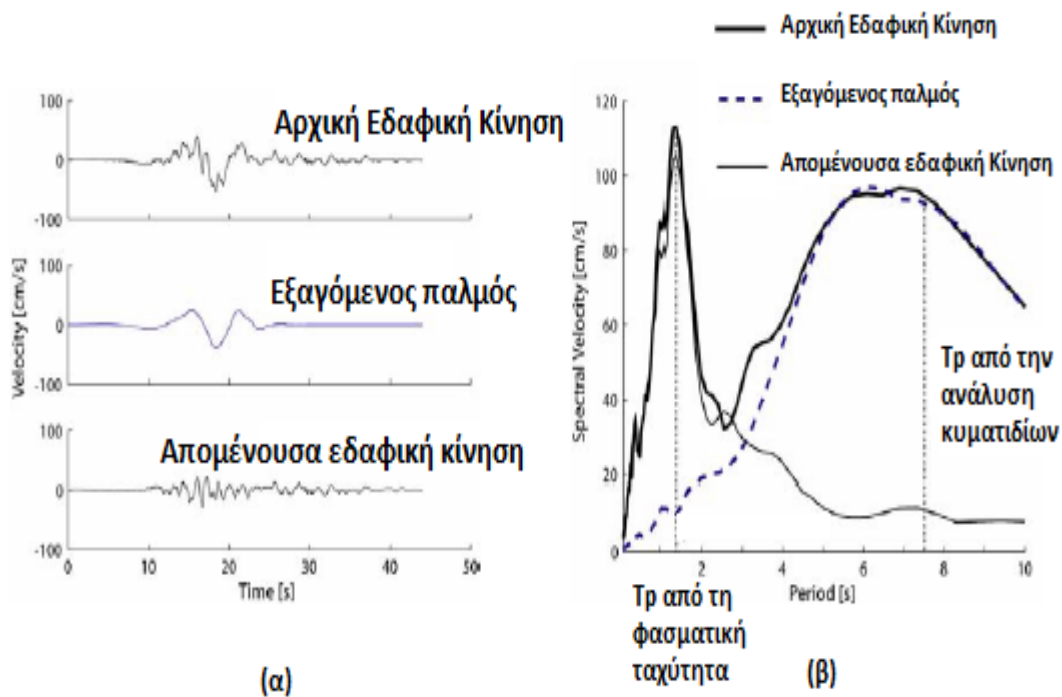 Αρχική Εδαφική Κίνηση
Εξαγόμενος παλμός
Απομένουσα εδαφική Κίνηση
100
Αρχική Εδαφική Κίνηση
0
-100
100
Εξαγόμενος παλμός
0
-100
100
Απομένουσα εδαφική κίνηση
0
-100
Velocity [cm/s]
0
10
20
30
40
50
Time [s]
(α)
120
100
80
60
40
20
0
Spectral Velocity [cm/s]
Tp από την
ανάλυση
κυματιδίων
2
4
6
8
10
Period [s]
Tp από τη
φασματική
ταχύτητα
(β)